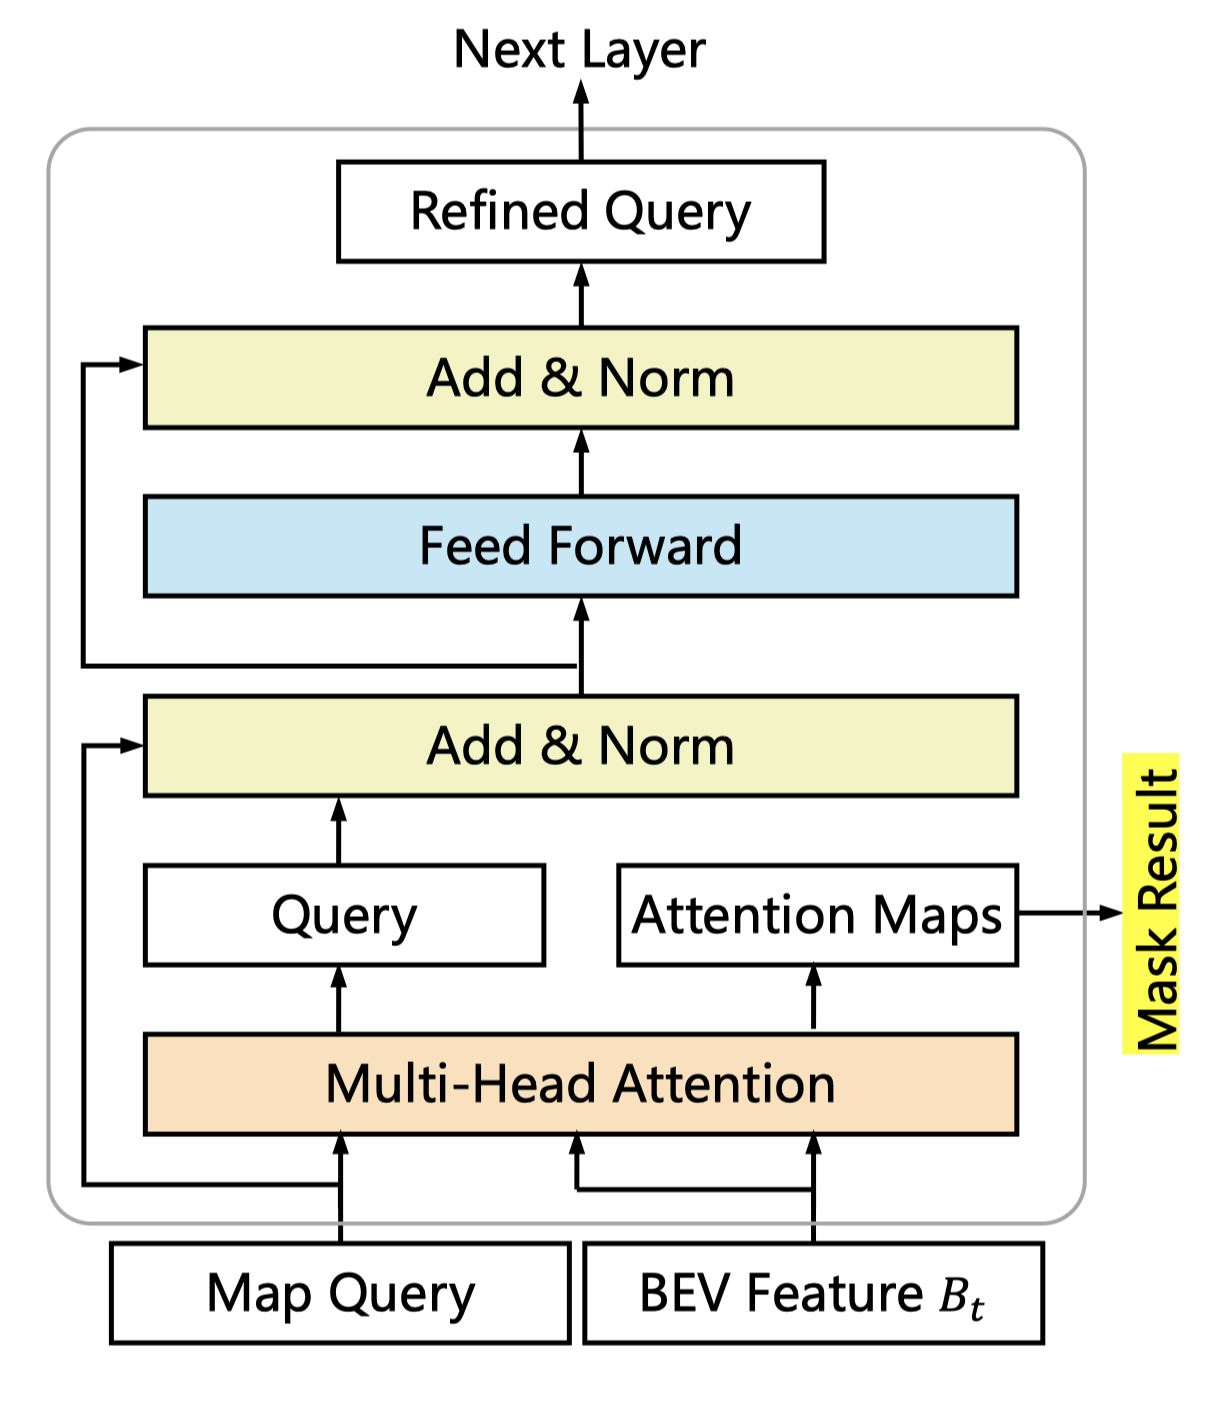 Next Layer
Refined Query
Add & Norm
Feed Forward
Add & Norm
Query
Attention Maps
Mask Result
Multi-Head Attention
Map Query
BEV Feature Bₜ